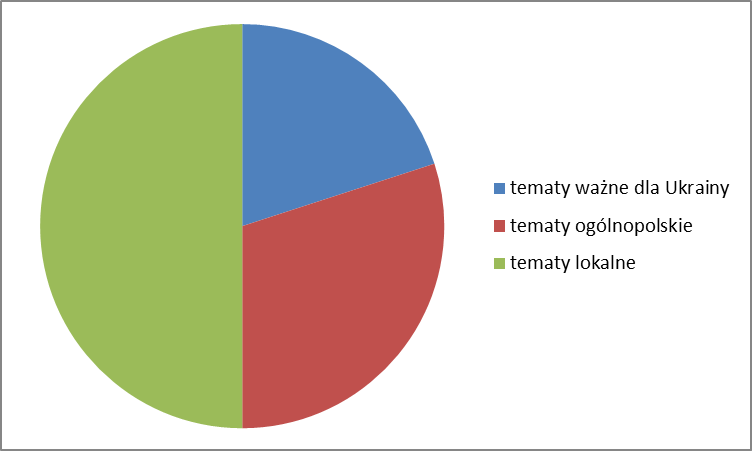 tematy ważne dla Ukrainy
tematy ogólnopolskie
tematy lokalne